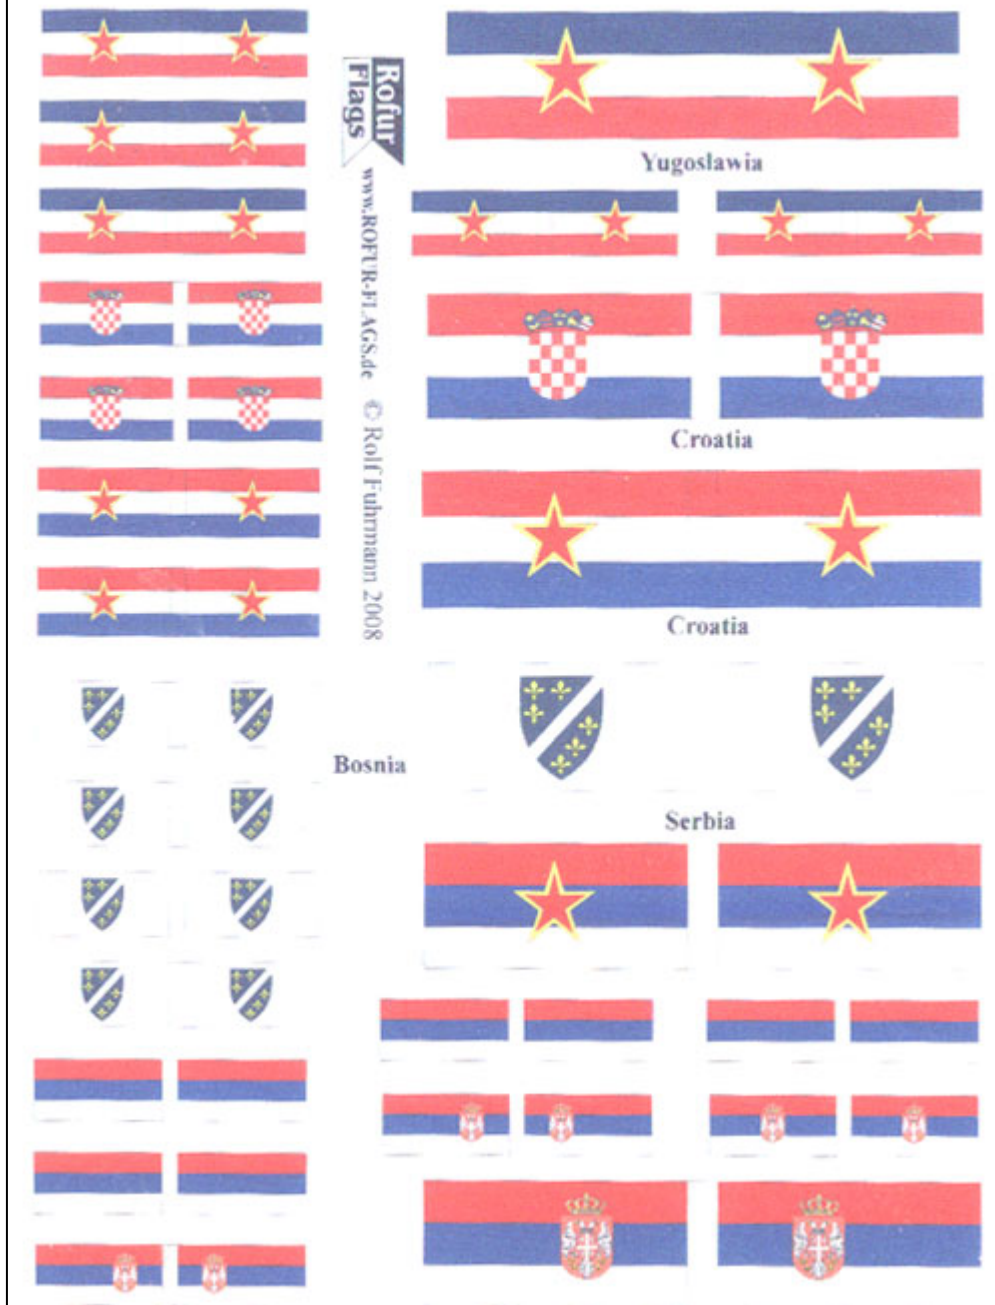 Rofur
Flags
www.ROFUR-FLAGS.de © Rolf Fuhrmann 2008
Yugoslawia
Croatia
Croatia
Bosnia
Serbia